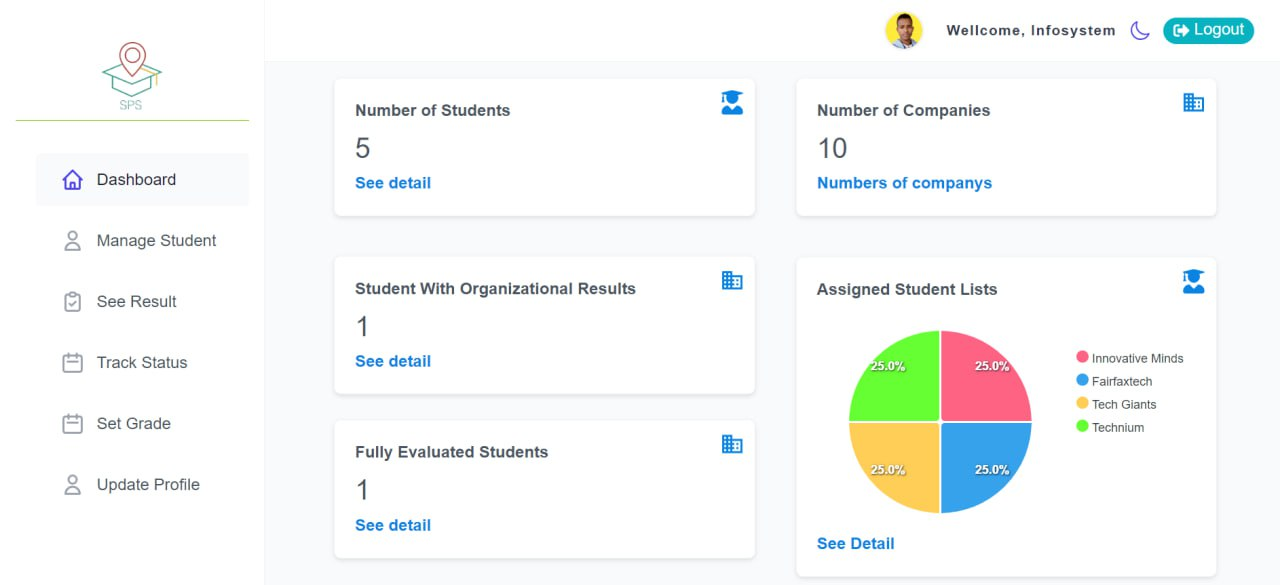 SPS
Dashboard
Manage Student
See Result
Track Status
Set Grade
Update Profile
Wellcome, Infosystem
Logout
Number of Students
5
See detail
Number of Companies
10
Numbers of companys
Student With Organizational Results
1
See detail
Fully Evaluated Students
1
See detail
Assigned Student Lists
25.0% 25.0%
25.0% 25.0%
Innovative Minds
Fairfaxtech
Tech Giants
Technium
See Detail